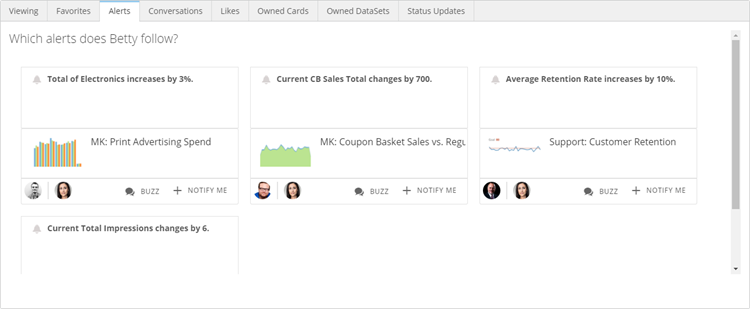 Viewing Favorites Alerts Conversations Likes Owned Cards Owned DataSets Status Updates
Which alerts does Betty follow?
Total of Electronics increases by 3%.
MK: Print Advertising Spend
BUZZ NOTIFY ME
Current CB Sales Total changes by 700.
MK: Coupon Basket Sales vs. Regu
BUZZ NOTIFY ME
Average Retention Rate increases by 10%.
Support: Customer Retention
BUZZ NOTIFY ME
Current Total Impressions changes by 6.